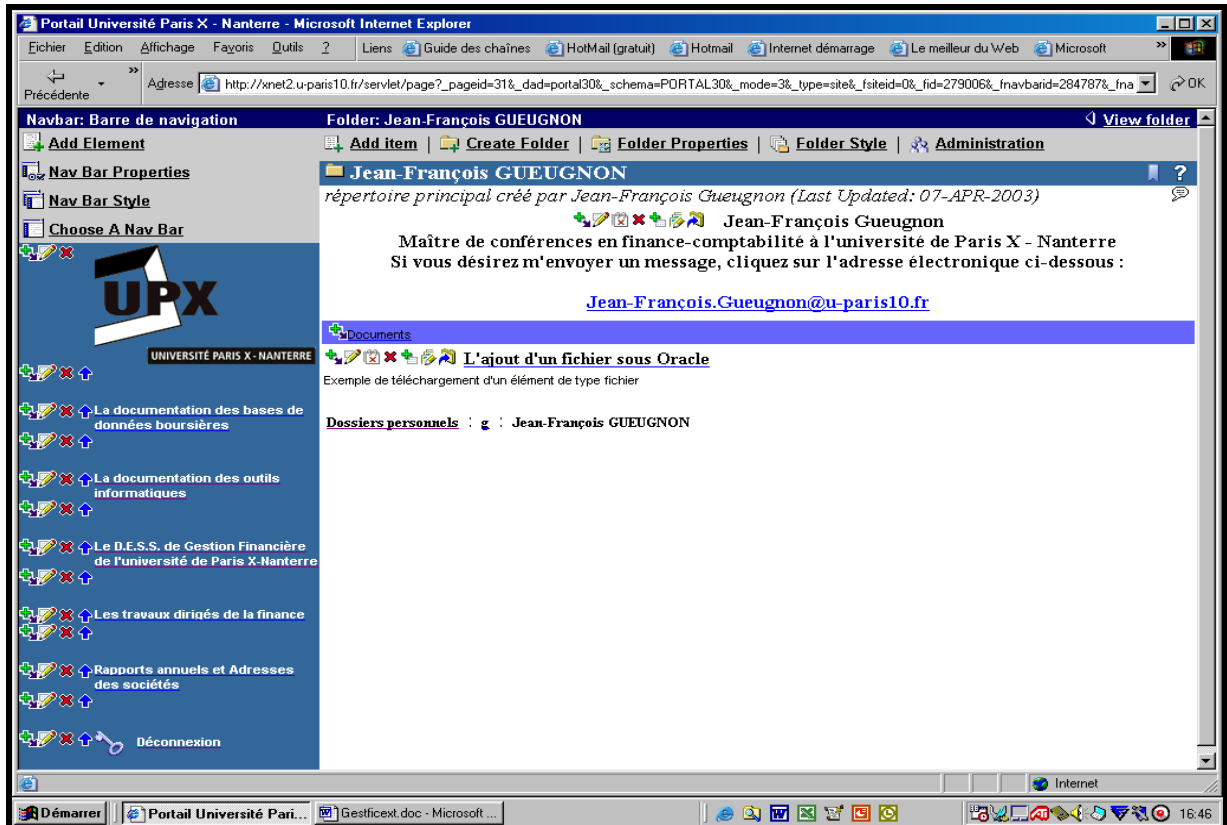 Portail Université Paris X - Nanterre - Microsoft Internet Explorer
Fichier Edition Affichage Favoris Outils ? Liens Guide des chaînes HotMail (gratuit) Hotmail Internet démarrage Le meilleur du Web Microsoft »
Précédente » Adresse http://xnet2.u-paris10.fr/servlet/page?_pageid=31&_dad=portal30&_schema=PORTAL30&_mode=3&_type=site&_fsiteid=0&_fid=279006&_fnavbarid=284787&_fna OK
Navbar: Barre de navigation
Add Element
Nav Bar Properties
Nav Bar Style
Choose A Nav Bar
UPX
UNIVERSITÉ PARIS X - NANTERRE
La documentation des bases de
données boursières
La documentation des outils
informatiques
Le D.E.S.S. de Gestion Financière
de l'université de Paris X-Nanterre
Les travaux dirigés de la finance
Rapports annuels et Adresses
des sociétés
Déconnexion
Folder: Jean-François GUEUGNON View folder
Add item | Create Folder | Folder Properties | Folder Style | Administration
Jean-François GUEUGNON ?
répertoire principal créé par Jean-François Gueugnon (Last Updated: 07-APR-2003)
Jean-François Gueugnon
Maître de conférences en finance-comptabilité à l'université de Paris X - Nanterre
Si vous désirez m'envoyer un message, cliquez sur l'adresse électronique ci-dessous :
Jean-François.Gueugnon@u-paris10.fr
Documents
L'ajout d'un fichier sous Oracle
Exemple de téléchargement d'un élément de type fichier
Dossiers personnels : g : Jean-François GUEUGNON
Internet
Démarrer Portail Université Pari... Gestficext.doc - Microsoft ... 16:46